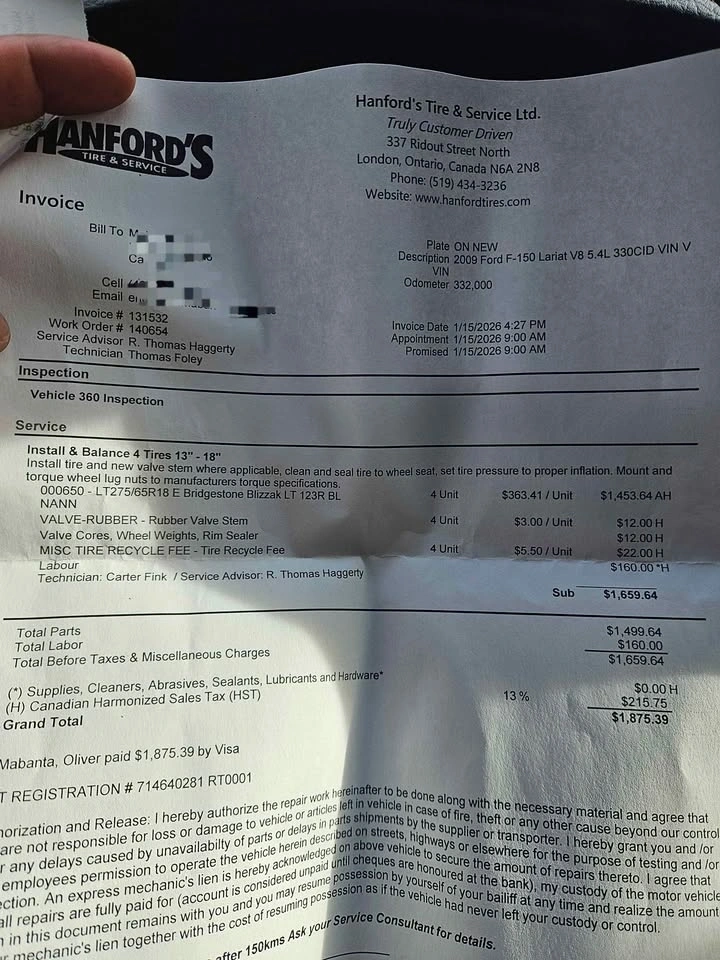 HANFORD'S
TIRE & SERVICE
Hanford's Tire & Service Ltd.
Truly Customer Driven
337 Ridout Street North
London, Ontario, Canada N6A 2N8
Phone: (519) 434-3236
Website: www.hanfordtires.com
Invoice
Bill To M
Ca
Cell
Email
Invoice # 131532
Work Order # 140654
Service Advisor R. Thomas Haggerty
Technician Thomas Foley
Plate ON NEW
Description 2009 Ford F-150 Lariat V8 5.4L 330CID VIN V
VIN
Odometer 332,000
Invoice Date 1/15/2026 4:27 PM
Appointment 1/15/2026 9:00 AM
Promised 1/15/2026 9:00 AM
Inspection
Vehicle 360 Inspection
Service
Install & Balance 4 Tires 13" - 18"
Install tire and new valve stem where applicable, clean and seal tire to wheel seat, set tire pressure to proper inflation. Mount and
torque wheel lug nuts to manufacturers torque specifications.
000650 - LT275/65R18 E Bridgestone Blizzak LT 123R BL 4 Unit $363.41 / Unit $1,453.64 AH
NANN
VALVE-RUBBER - Rubber Valve Stem 4 Unit $3.00 / Unit $12.00 H
Valve Cores, Wheel Weights, Rim Sealer $12.00 H
MISC TIRE RECYCLE FEE - Tire Recycle Fee 4 Unit $5.50 / Unit $22.00 H
Labour $160.00 *H
Technician: Carter Fink / Service Advisor: R. Thomas Haggerty
Sub $1,659.64
Total Parts $1,499.64
Total Labor $160.00
Total Before Taxes & Miscellaneous Charges $1,659.64
(*) Supplies, Cleaners, Abrasives, Sealants, Lubricants and Hardware* $0.00 H
(H) Canadian Harmonized Sales Tax (HST) 13 % $215.75
Grand Total $1,875.39
Mabanta, Oliver paid $1,875.39 by Visa
T REGISTRATION # 714640281 RT0001
horization and Release: I hereby authorize the repair work hereinafter to be done along with the necessary material and agree that
are not responsible for loss or damage to vehicle or articles left in vehicle in case of fire, theft or any other cause beyond our control
r any delays caused by unavailabilty of parts or delays in parts shipments by the supplier or transporter. I hereby grant you and /or
employees permission to operate the vehicle herein described on streets, highways or elsewhere for the purpose of testing and /or
ection. An express mechanic's lien is hereby acknowledged on above vehicle to secure the amount of repairs thereto. I agree that
all repairs are fully paid for (account is considered unpaid until cheques are honoured at the bank), my custody of the motor vehicle
n in this document remains with you and you may resume possession by yourself of your bailiff at any time and realize the amount
r mechanic's lien together with the cost of resuming possession as if the vehicle had never left your custody or control.
after 150kms Ask your Service Consultant for details.